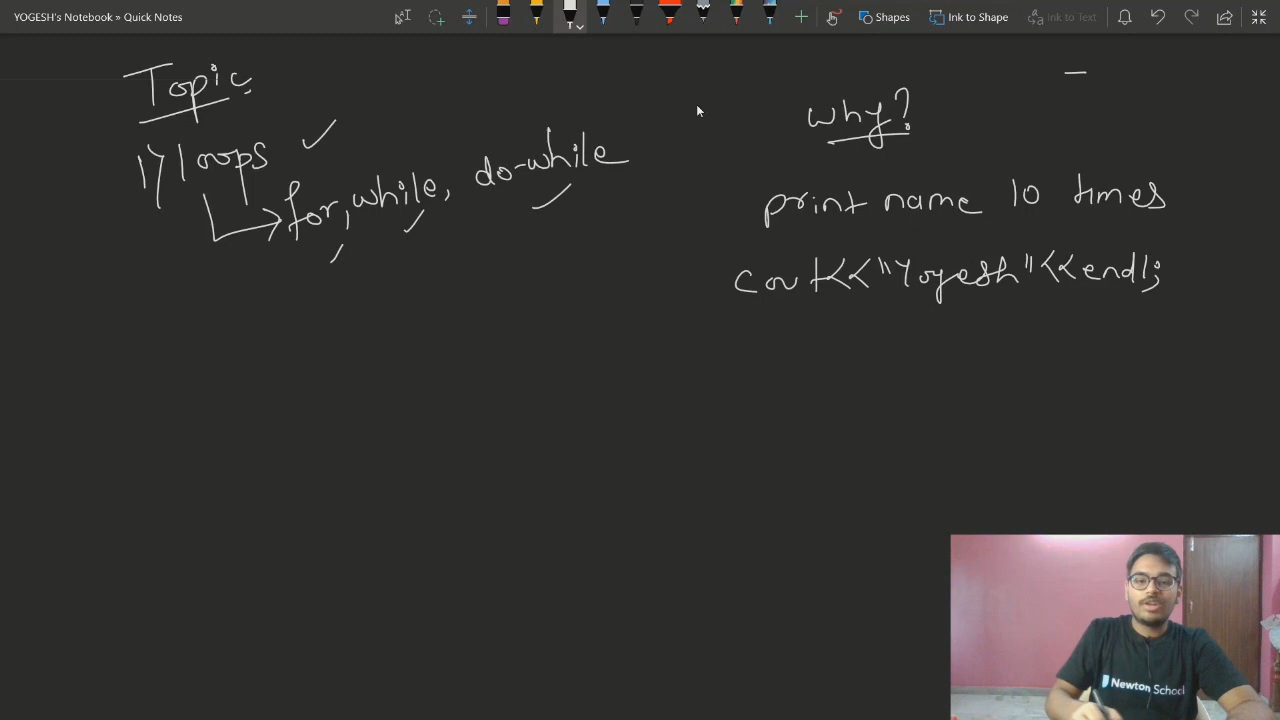 YOGESH's Notebook » Quick Notes
Shapes
Ink to Shape
Ink to Text
Topic
1) loops
for, while, do-while
why?
print name 10 times
cout<<"Yogesh"<<endl;
Newton School